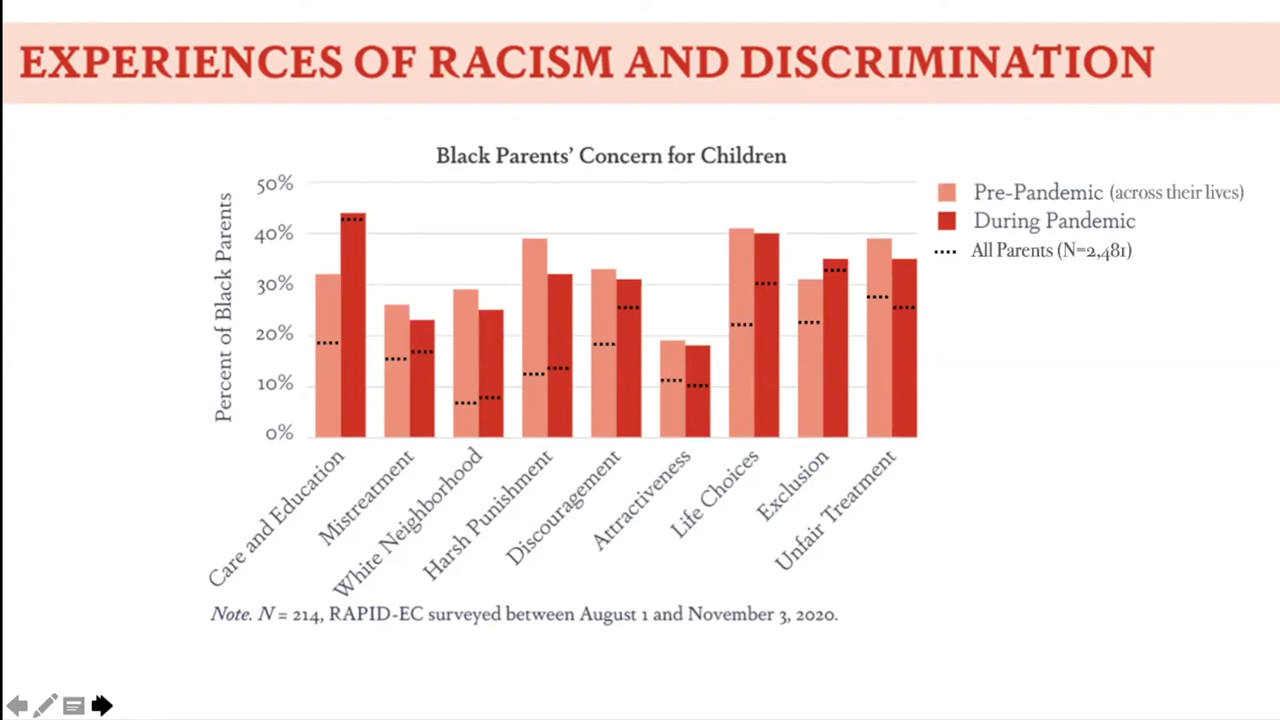 EXPERIENCES OF RACISM AND DISCRIMINATION
Black Parents' Concern for Children
Percent of Black Parents
50%
40%
30%
20%
10%
0%
Pre-Pandemic (across their lives)
During Pandemic
All Parents (N=2,481)
Care and Education
Mistreatment
White Neighborhood
Harsh Punishment
Discouragement
Attractiveness
Life Choices
Exclusion
Unfair Treatment
Note. N = 214, RAPID-EC surveyed between August 1 and November 3, 2020.